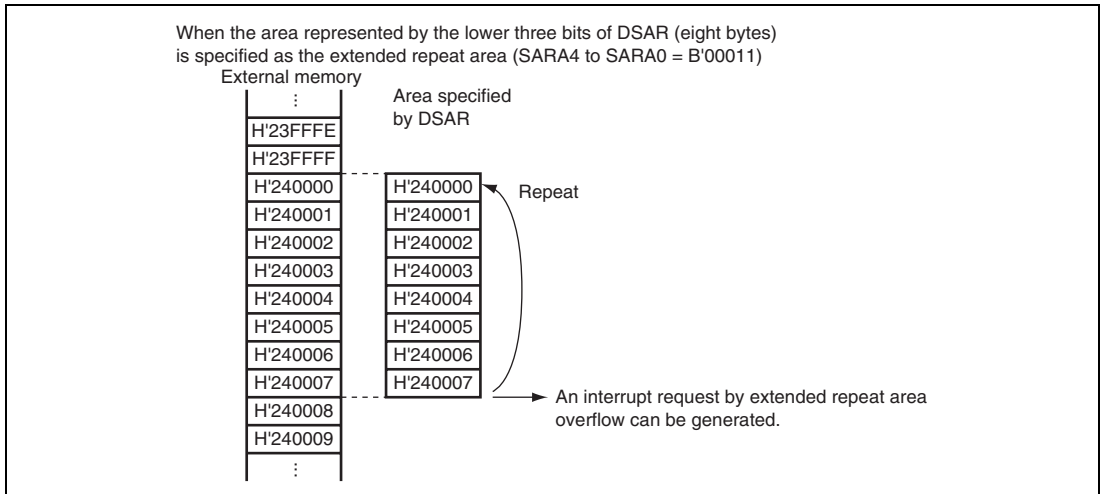 When the area represented by the lower three bits of DSAR (eight bytes)
is specified as the extended repeat area (SARA4 to SARA0 = B'00011)
External memory
Area specified
by DSAR
⋮
H'23FFFE
H'23FFFF
H'240000
H'240001
H'240002
H'240003
H'240004
H'240005
H'240006
H'240007
H'240008
H'240009
⋮
H'240000
H'240001
H'240002
H'240003
H'240004
H'240005
H'240006
H'240007
Repeat
An interrupt request by extended repeat area
overflow can be generated.